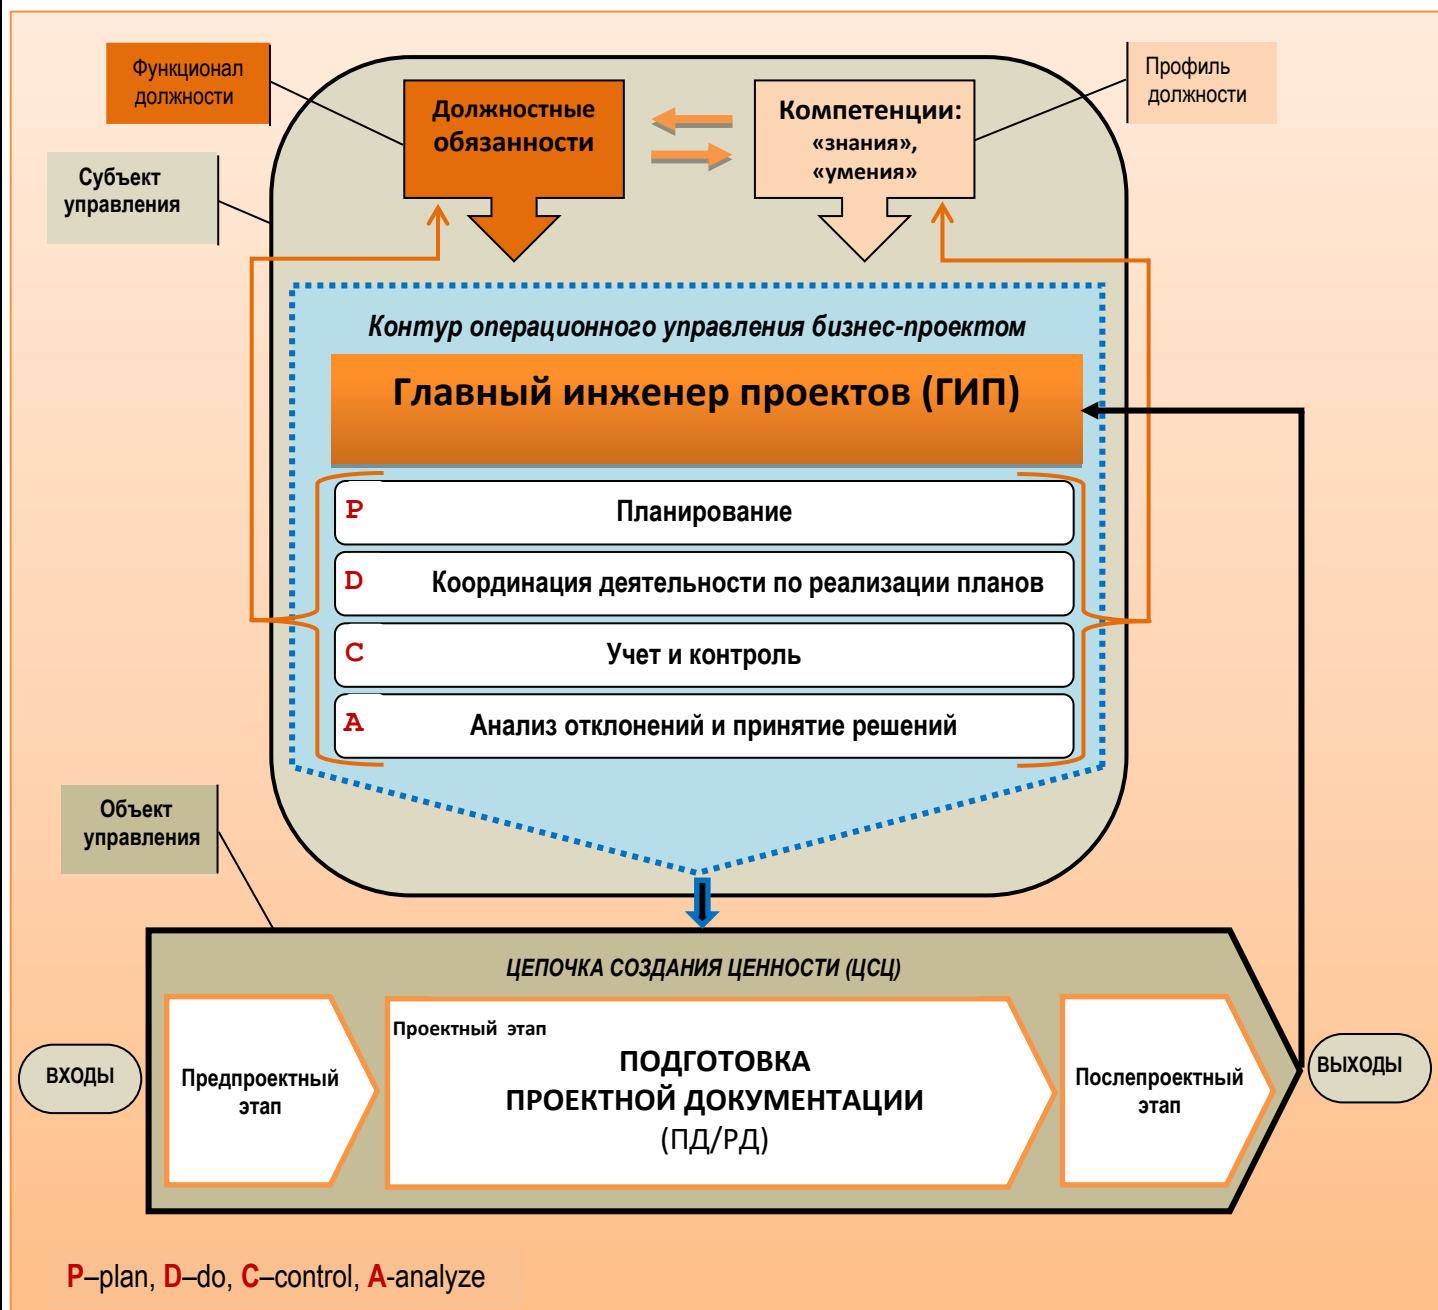 Функционал
должности
Должностные
обязанности
Компетенции:
«знания»,
«умения»
Профиль
должности
Субъект
управления
Контур операционного управления бизнес-проектом
Главный инженер проектов (ГИП)
P Планирование
D Координация деятельности по реализации планов
C Учет и контроль
A Анализ отклонений и принятие решений
Объект
управления
ЦЕПОЧКА СОЗДАНИЯ ЦЕННОСТИ (ЦСЦ)
ВХОДЫ
Предпроектный
этап
Проектный этап
ПОДГОТОВКА
ПРОЕКТНОЙ ДОКУМЕНТАЦИИ
(ПД/РД)
Послепроектный
этап
ВЫХОДЫ
P–plan, D–do, C–control, A-analyze